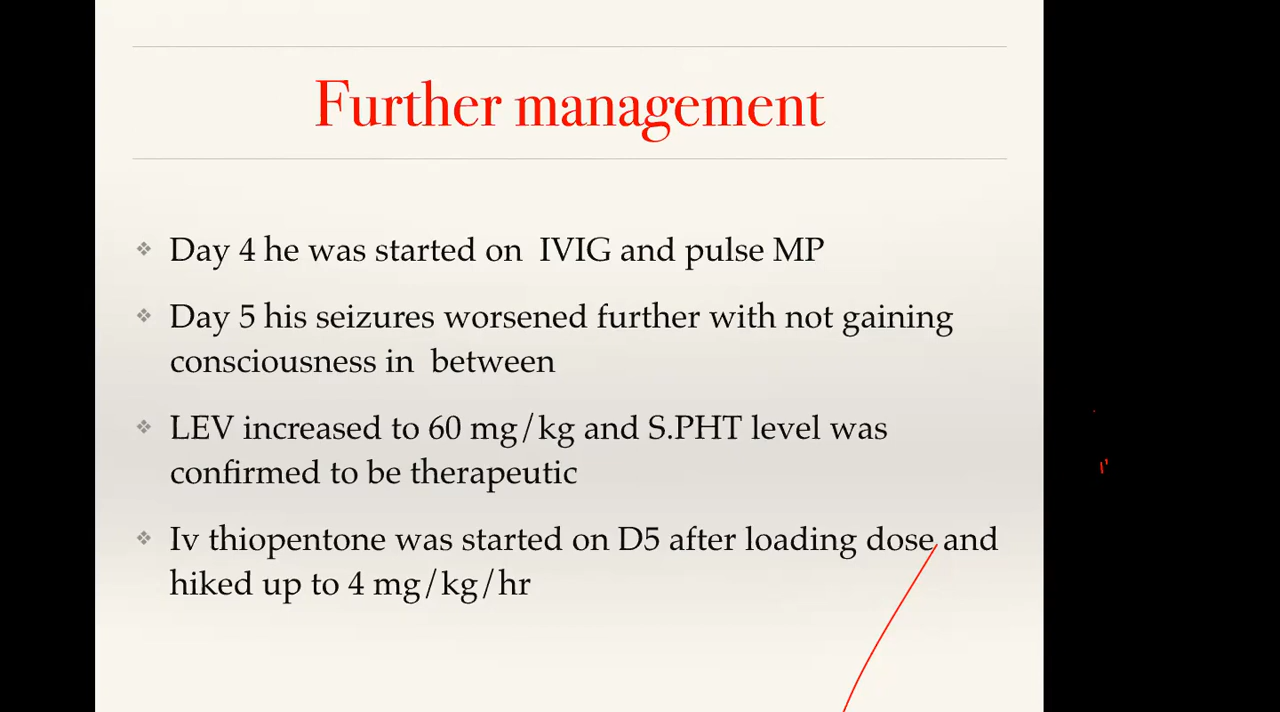 Further management
Day 4 he was started on IVIG and pulse MP
Day 5 his seizures worsened further with not gaining
consciousness in between
LEV increased to 60 mg/kg and S.PHT level was
confirmed to be therapeutic
Iv thiopentone was started on D5 after loading dose and
hiked up to 4 mg/kg/hr